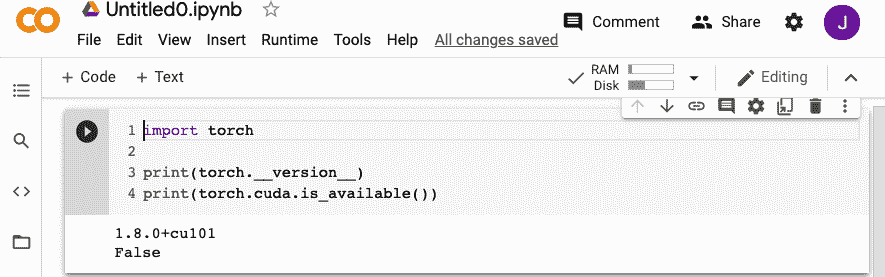 Untitled0.ipynb
Comment
Share
J
File Edit View Insert Runtime Tools Help All changes saved
+ Code + Text
RAM
Disk
Editing
1 import torch
2
3 print(torch.__version__)
4 print(torch.cuda.is_available())
1.8.0+cu101
False